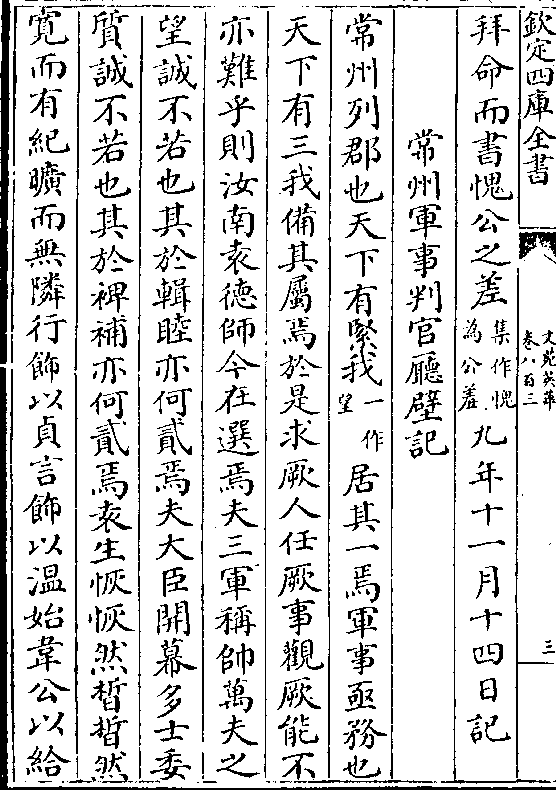 欽定四庫全書
文苑英華
卷八百三
三
拜命而書愧公之差集作愧為公羞九年十一月十四日記
常州軍事判官廳壁記
常州列郡也天下有緊我一作望居其一焉軍事亟務也
天下有三我備其屬焉於是求厥人任厥事觀厥能不
亦難乎則汝南袁德師今在選焉夫三軍稱帥萬夫之
望誠不若也其於輯睦亦何貳焉夫大臣開幕多士委
質誠不若也其於裨補亦何貳焉袁生恢恢然晢晢然
寛而有紀曠而無隣行飾以貞言飾以温始韋公以給